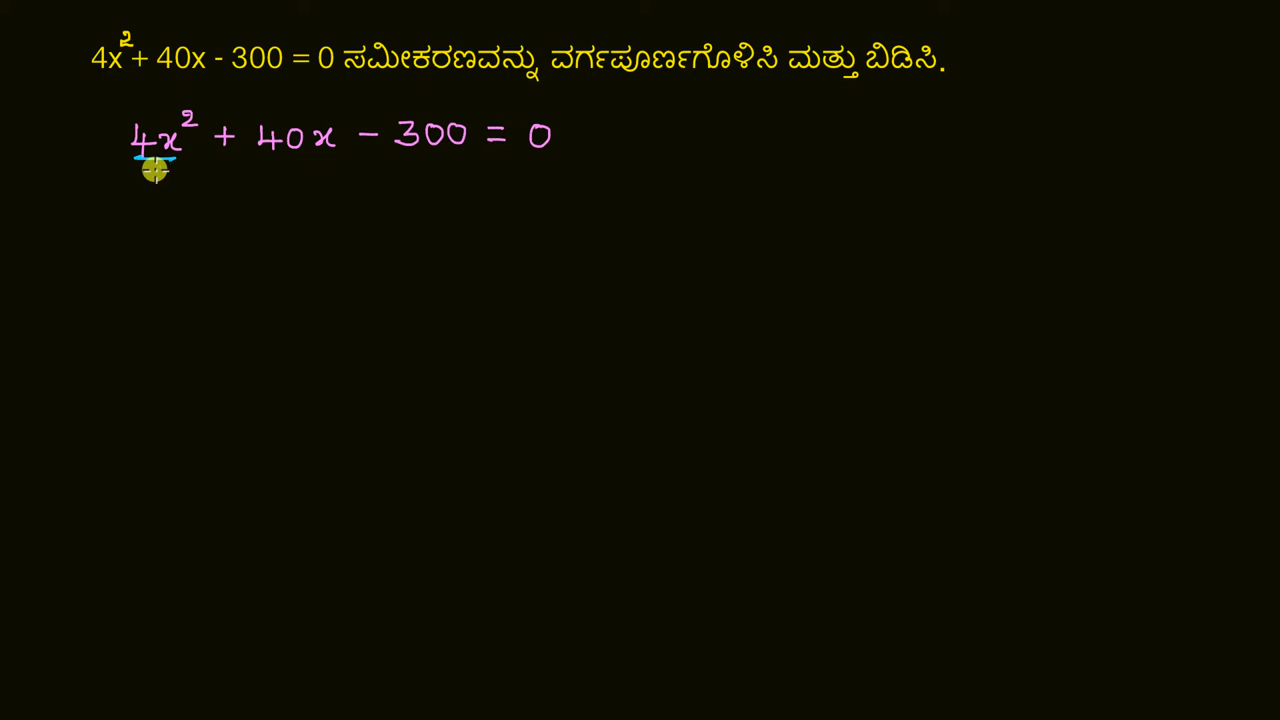 4x²+ 40x - 300 = 0 ಸಮೀಕರಣವನ್ನು ವರ್ಗಪೂರ್ಣಗೊಳಿಸಿ ಮತ್ತು ಬಿಡಿಸಿ.
4x² + 40x - 300 = 0